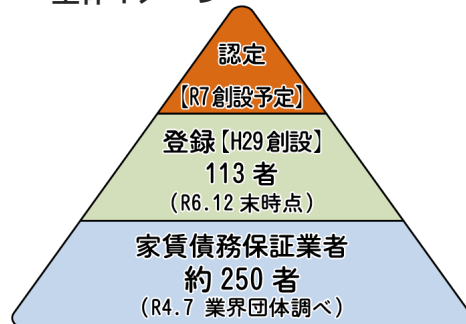 認定
【R7創設予定】
登録【H29創設】
113者
(R6.12末時点)
家賃債務保証業者
約250者
(R4.7 業界団体調べ)